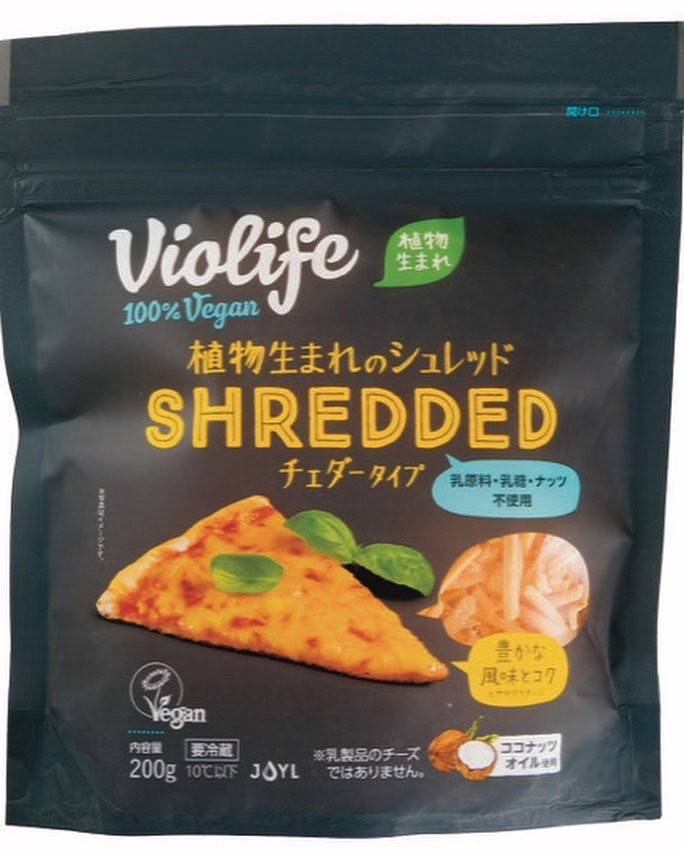 開け口
Violife
100% Vegan
植物
生まれ
植物生まれのシュレッド
SHREDDED
チェダータイプ
乳原料・乳糖・ナッツ
不使用
豊かな
風味とコク
Vegan
内容量
200g
要冷蔵
10℃以下
JOYL
※乳製品のチーズ
ではありません。
ココナッツ
オイル使用